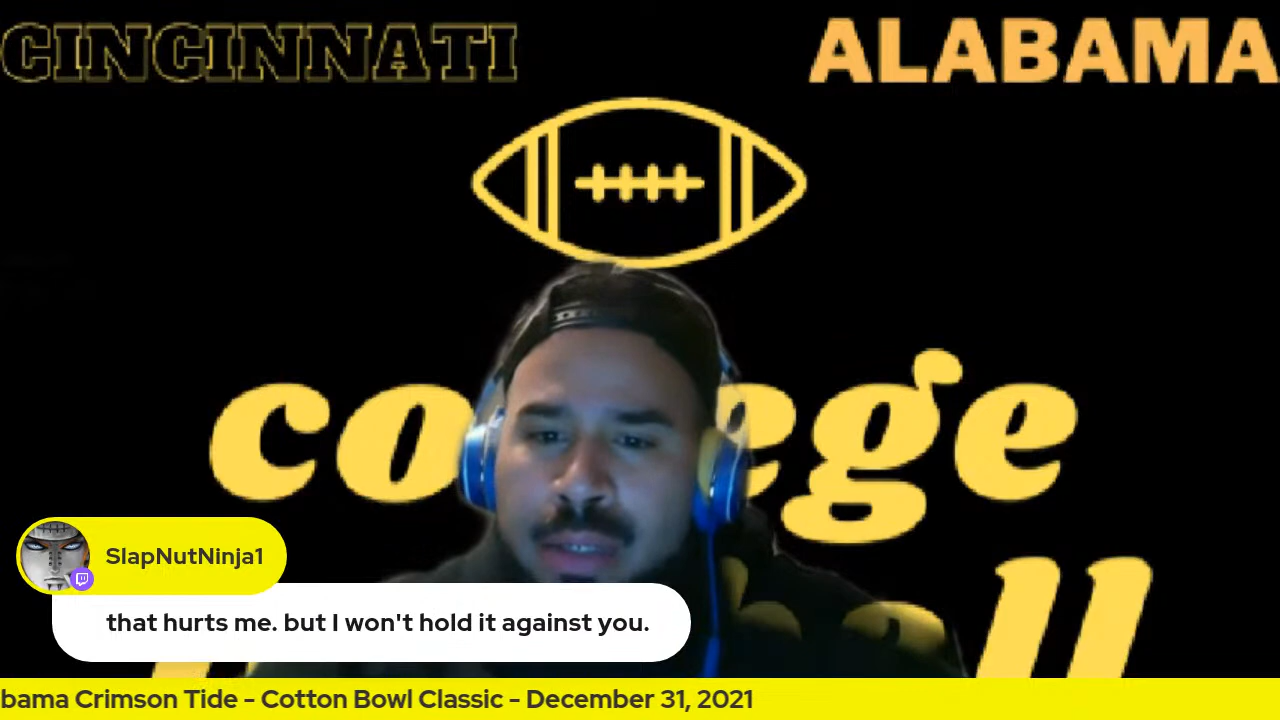 CINCINNATI
ALABAMA
co ege
all
SlapNutNinja1
that hurts me. but I won't hold it against you.
bama Crimson Tide - Cotton Bowl Classic - December 31, 2021